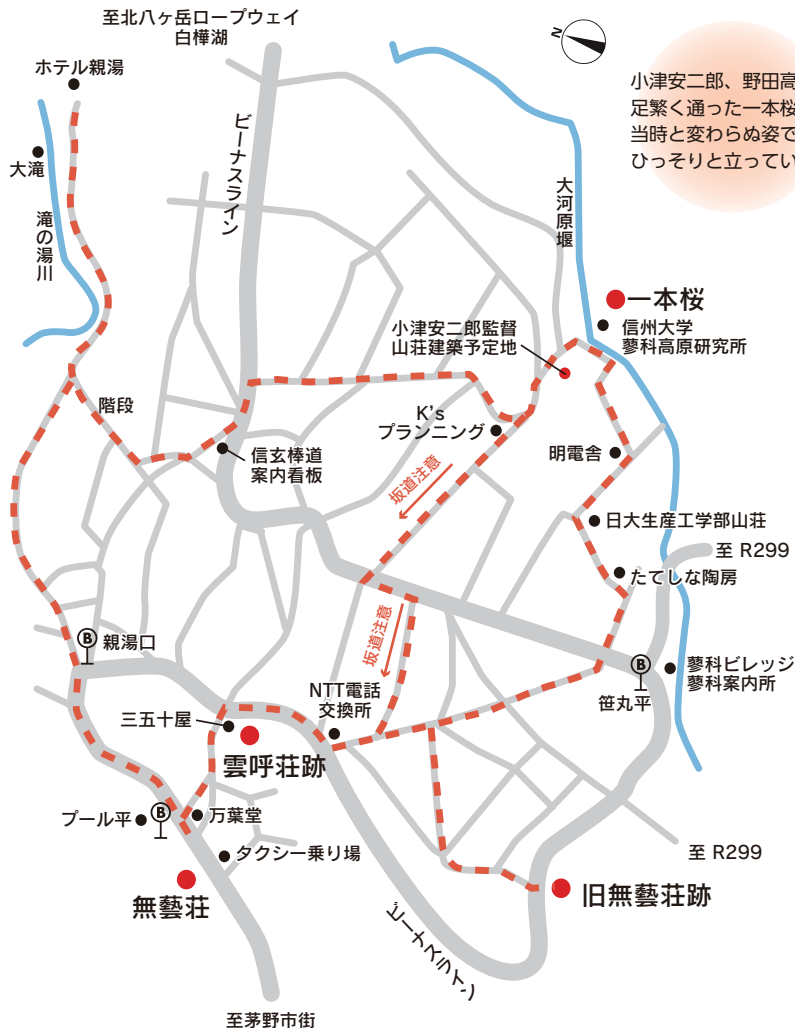 至北八ヶ岳ロープウェイ
白樺湖
N
ホテル親湯
小津安二郎、野田高
足繁く通った一本桜
当時と変わらぬ姿で
ひっそりと立ってい
大滝
ビーナスライン
滝の湯川
大河原堰
一本桜
信州大学
蓼科高原研究所
小津安二郎監督
山荘建築予定地
階段
K’s
プランニング
信玄棒道
案内看板
明電舎
坂道注意
日大生産工学部山荘
至 R299
たてしな陶房
坂道注意
B
親湯口
B
笹丸平
蓼科ビレッジ
蓼科案内所
NTT電話
交換所
三五十屋
雲呼荘跡
プール平
B
万葉堂
タクシー乗り場
至 R299
無藝荘
旧無藝荘跡
ビーナスライン
至茅野市街